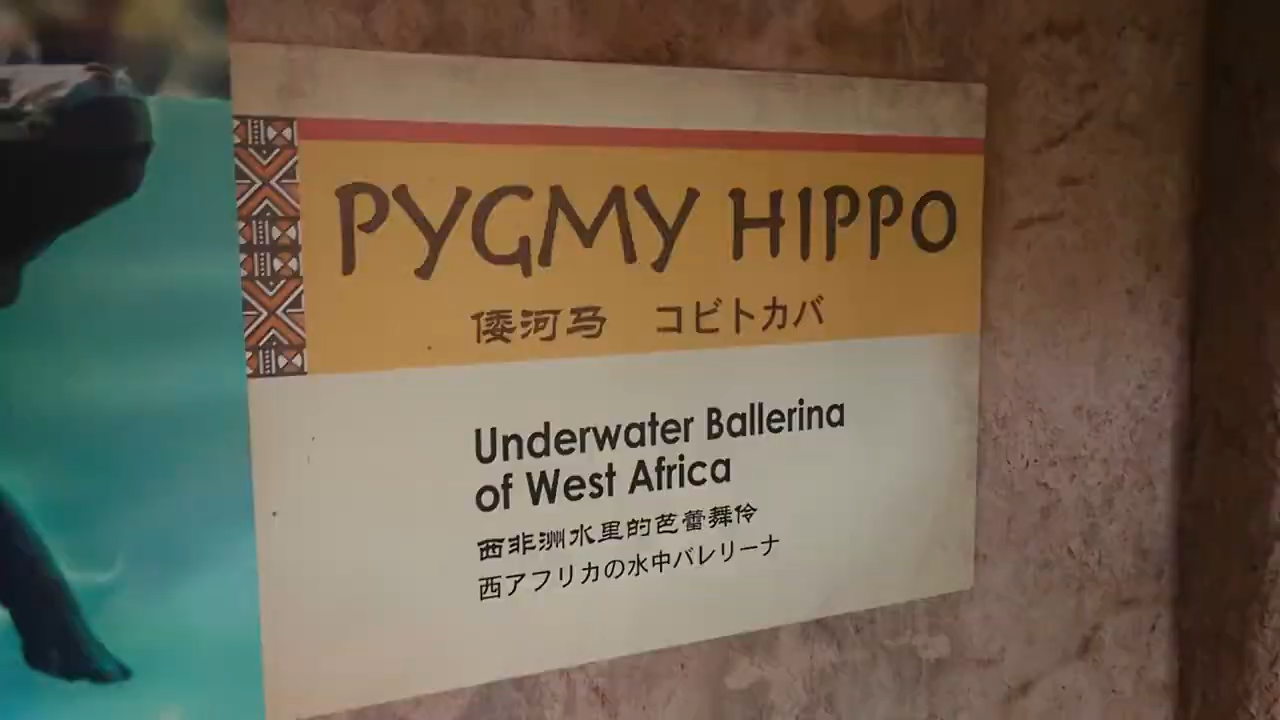 PYGMY HIPPO
倭河马 コビトカバ
Underwater Ballerina
of West Africa
西非洲水里的芭蕾舞伶
西アフリカの水中バレリーナ